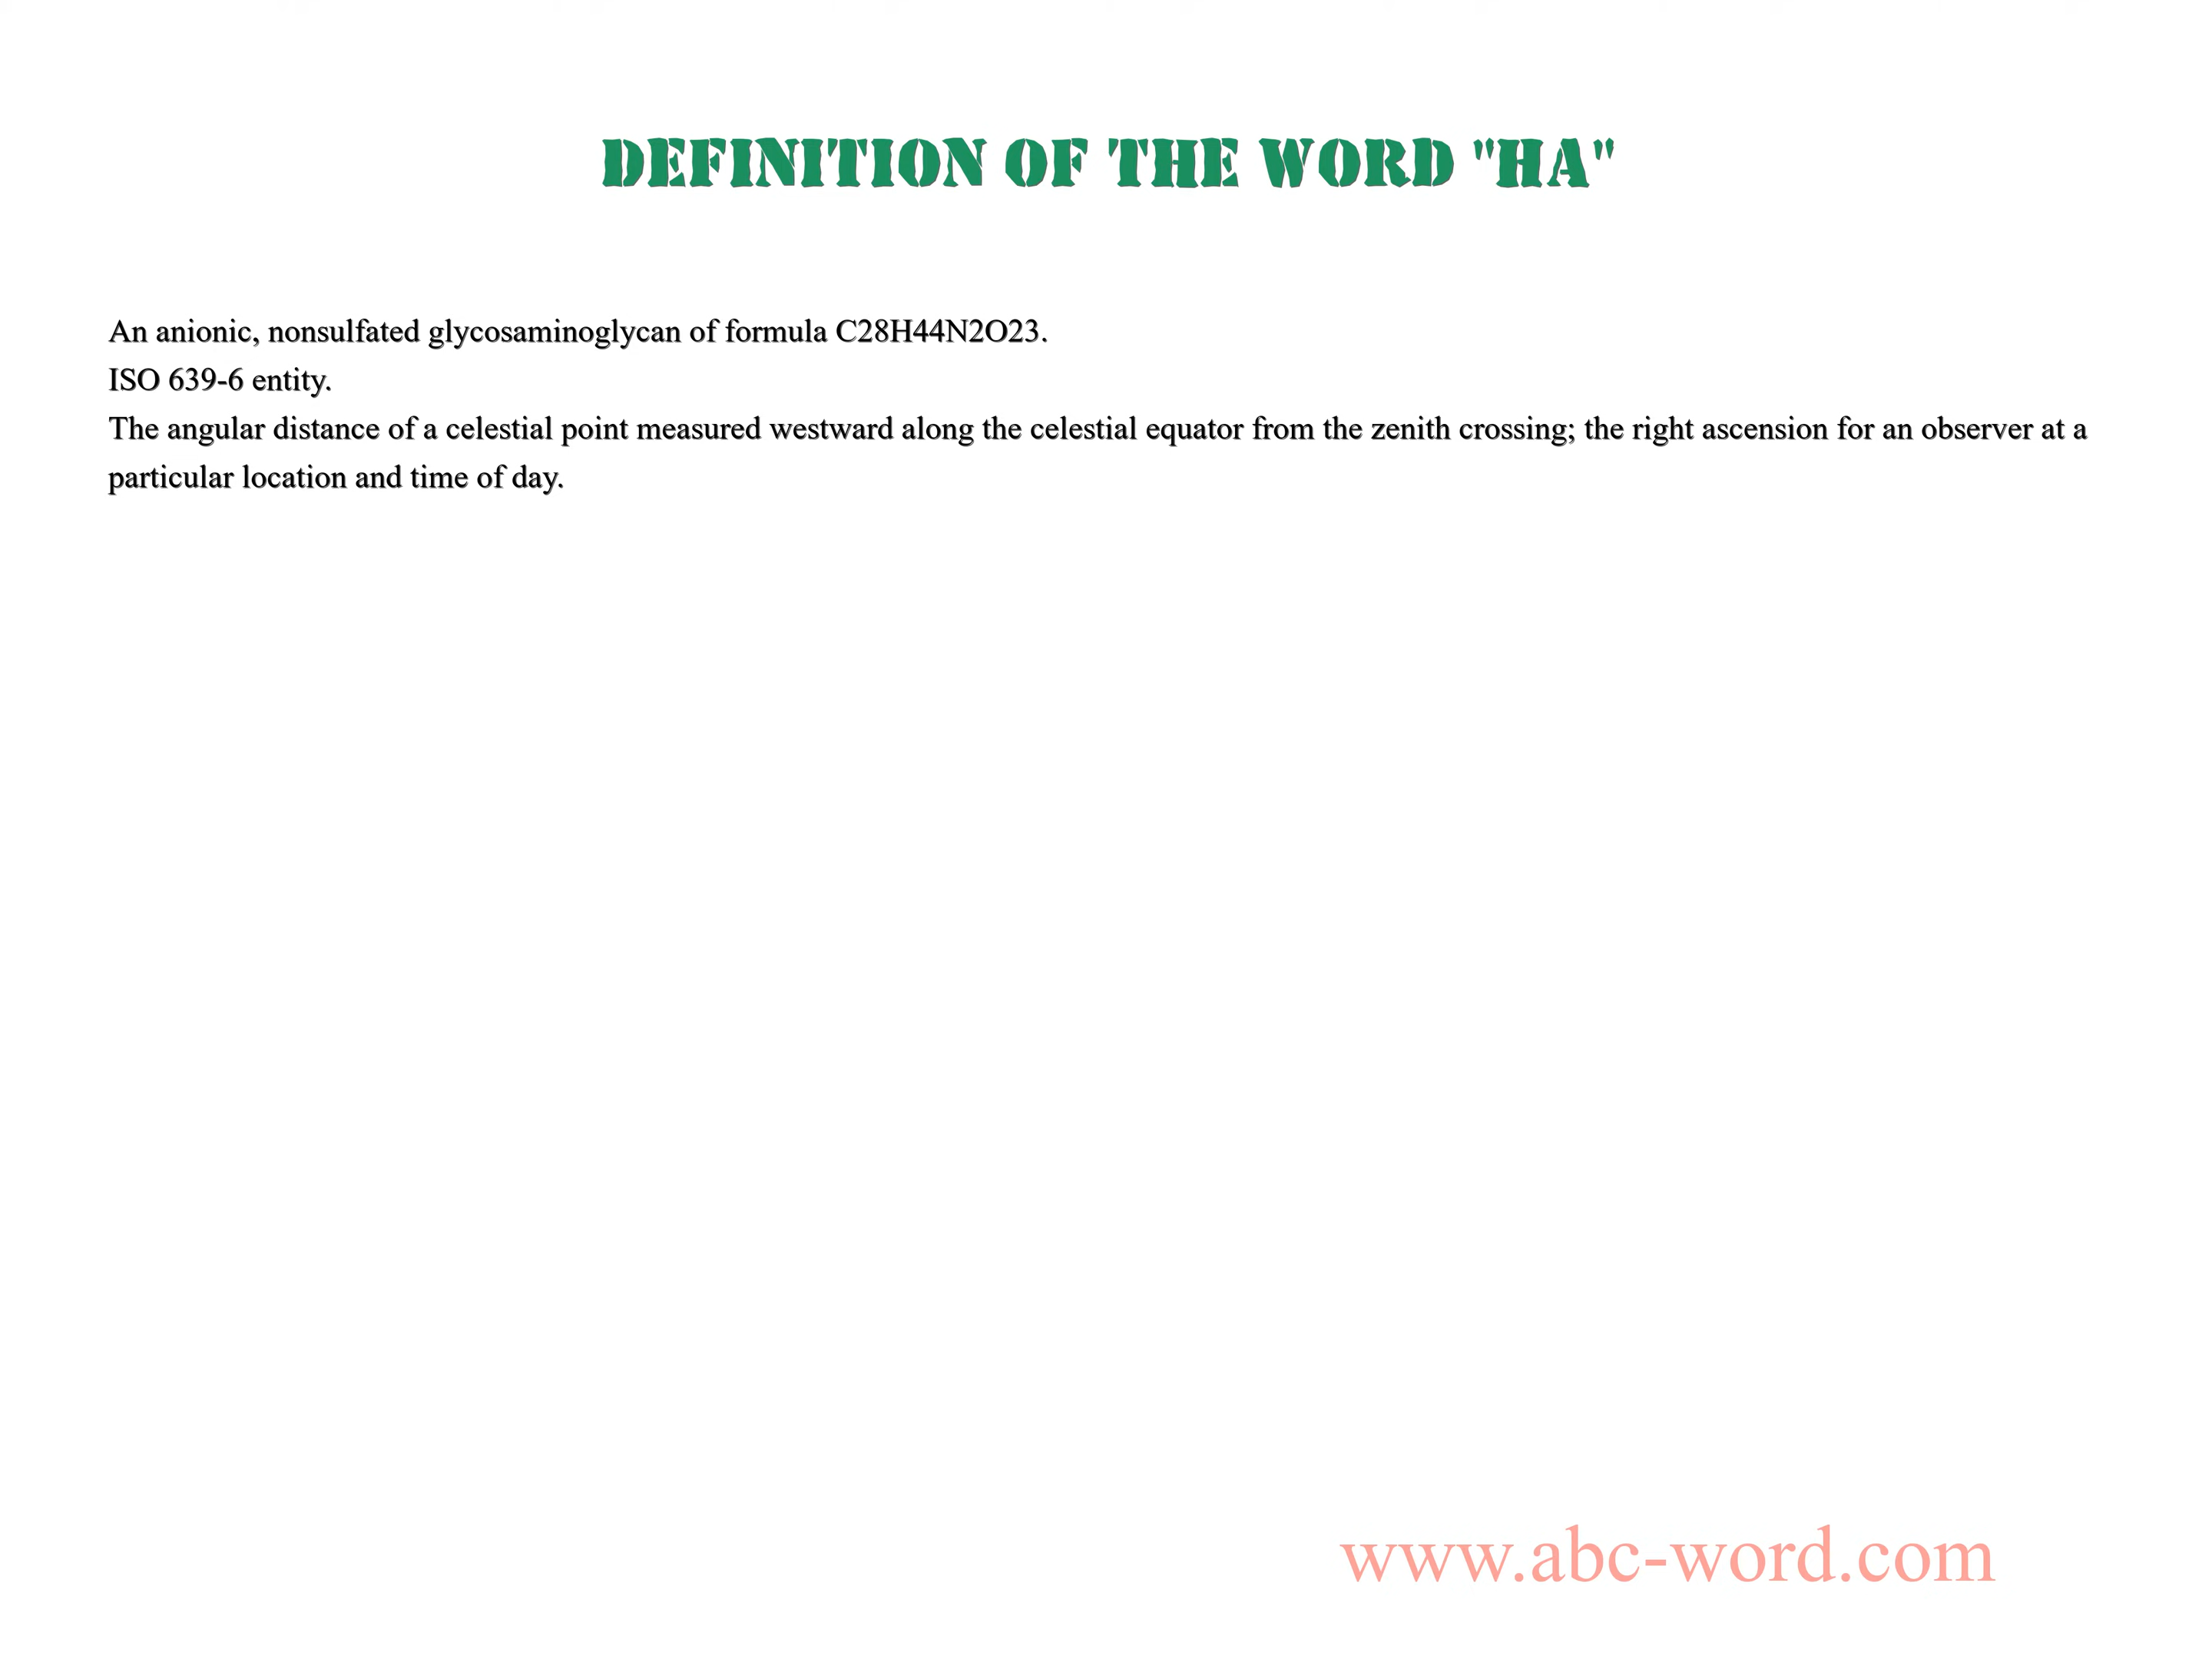 DEFINITION OF THE WORD "HA"
An anionic, nonsulfated glycosaminoglycan of formula C28H44N2O23.
ISO 639-6 entity.
The angular distance of a celestial point measured westward along the celestial equator from the zenith crossing; the right ascension for an observer at a
particular location and time of day.
www.abc-word.com